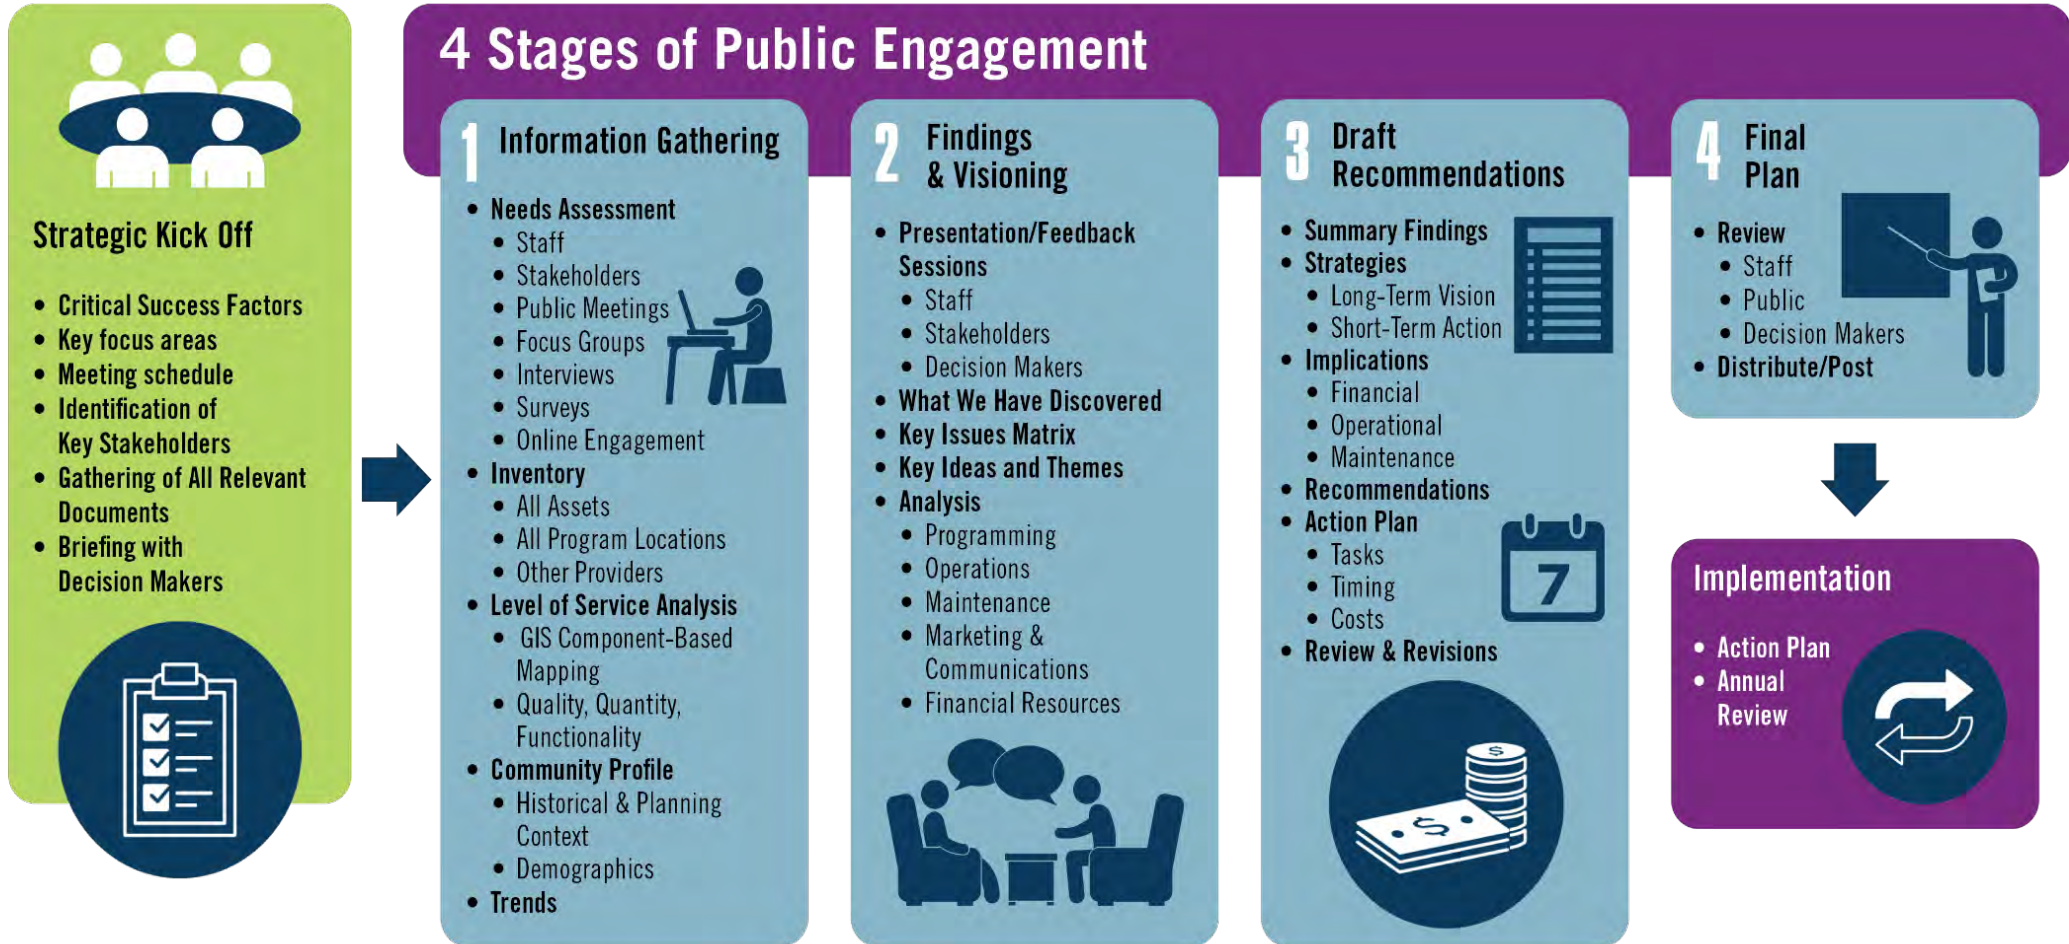 4 Stages of Public Engagement
Strategic Kick Off
• Critical Success Factors
• Key focus areas
• Meeting schedule
• Identification of
Key Stakeholders
• Gathering of All Relevant
Documents
• Briefing with
Decision Makers
1 Information Gathering
• Needs Assessment
• Staff
• Stakeholders
• Public Meetings
• Focus Groups
• Interviews
• Surveys
• Online Engagement
• Inventory
• All Assets
• All Program Locations
• Other Providers
• Level of Service Analysis
• GIS Component-Based
Mapping
• Quality, Quantity,
Functionality
• Community Profile
• Historical & Planning
Context
• Demographics
• Trends
2 Findings
& Visioning
• Presentation/Feedback
Sessions
• Staff
• Stakeholders
• Decision Makers
• What We Have Discovered
• Key Issues Matrix
• Key Ideas and Themes
• Analysis
• Programming
• Operations
• Maintenance
• Marketing &
Communications
• Financial Resources
3 Draft
Recommendations
• Summary Findings
• Strategies
• Long-Term Vision
• Short-Term Action
• Implications
• Financial
• Operational
• Maintenance
• Recommendations
• Action Plan
• Tasks
• Timing
• Costs
• Review & Revisions
7
$
$
4 Final
Plan
• Review
• Staff
• Public
• Decision Makers
• Distribute/Post
Implementation
• Action Plan
• Annual
Review